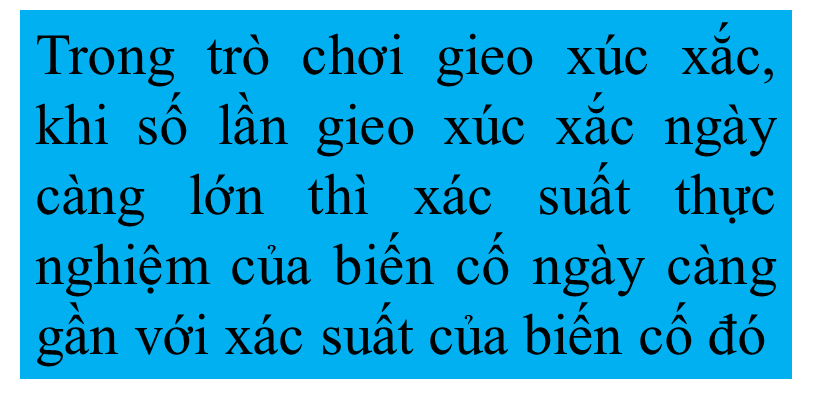 Trong trò chơi gieo xúc xắc,
khi số lần gieo xúc xắc ngày
càng lớn thì xác suất thực
nghiệm của biến cố ngày càng
gần với xác suất của biến cố đó